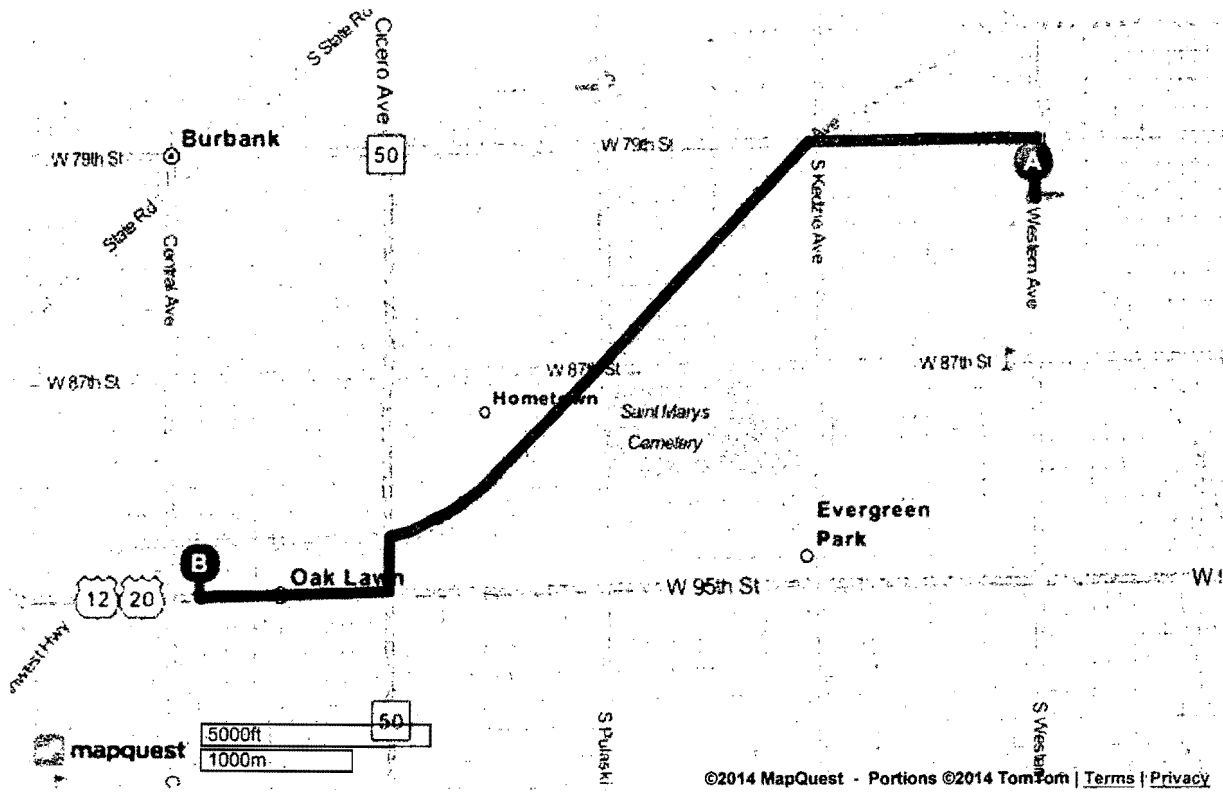 S State Rd
Cicero Ave
Burbank
W 79th St
50
W 79th St
Ave
A
State Rd
Central Ave
S Kedzie Ave
Western Ave
W 87th St
W 87th St
W 87th St
Hometown
Saint Marys
Cemetery
Evergreen
Park
B
Oak Lawn
12
20
W 95th St
50
S Pulaski
S Western
mapquest
5000ft
1000m
©2014 MapQuest - Portions ©2014 TomTom | Terms | Privacy